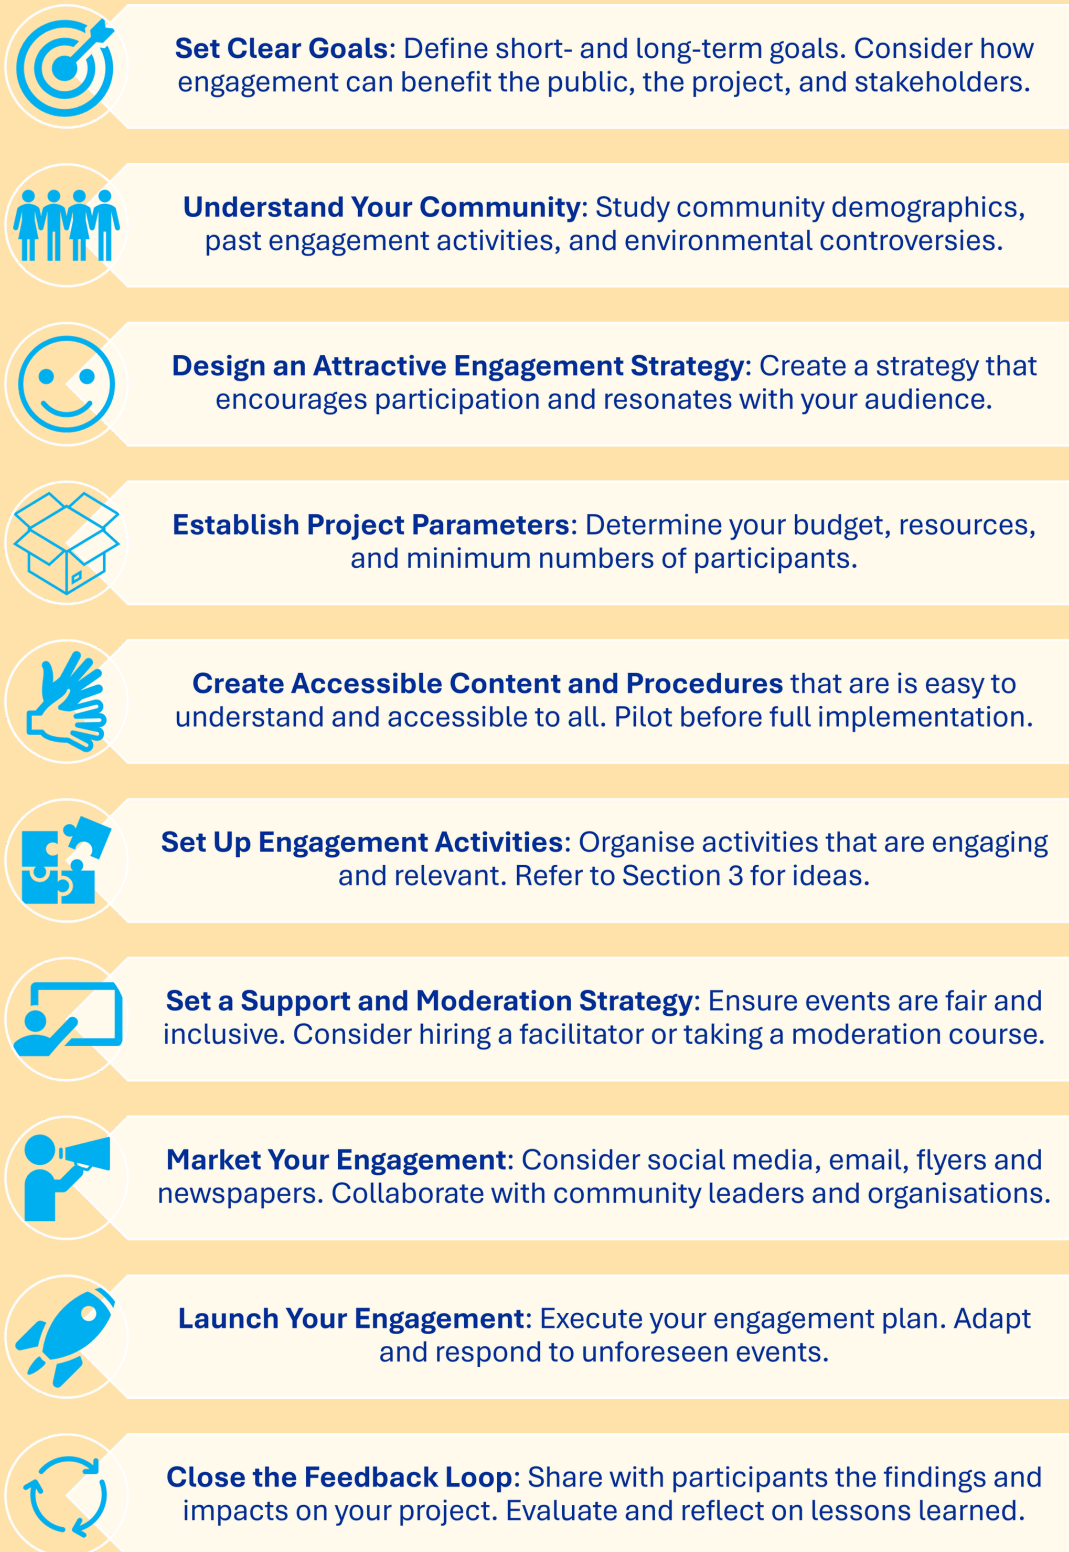 Set Clear Goals: Define short- and long-term goals. Consider how
engagement can benefit the public, the project, and stakeholders.
Understand Your Community: Study community demographics,
past engagement activities, and environmental controversies.
Design an Attractive Engagement Strategy: Create a strategy that
encourages participation and resonates with your audience.
Establish Project Parameters: Determine your budget, resources,
and minimum numbers of participants.
Create Accessible Content and Procedures that are is easy to
understand and accessible to all. Pilot before full implementation.
Set Up Engagement Activities: Organise activities that are engaging
and relevant. Refer to Section 3 for ideas.
Set a Support and Moderation Strategy: Ensure events are fair and
inclusive. Consider hiring a facilitator or taking a moderation course.
Market Your Engagement: Consider social media, email, flyers and
newspapers. Collaborate with community leaders and organisations.
Launch Your Engagement: Execute your engagement plan. Adapt
and respond to unforeseen events.
Close the Feedback Loop: Share with participants the findings and
impacts on your project. Evaluate and reflect on lessons learned.